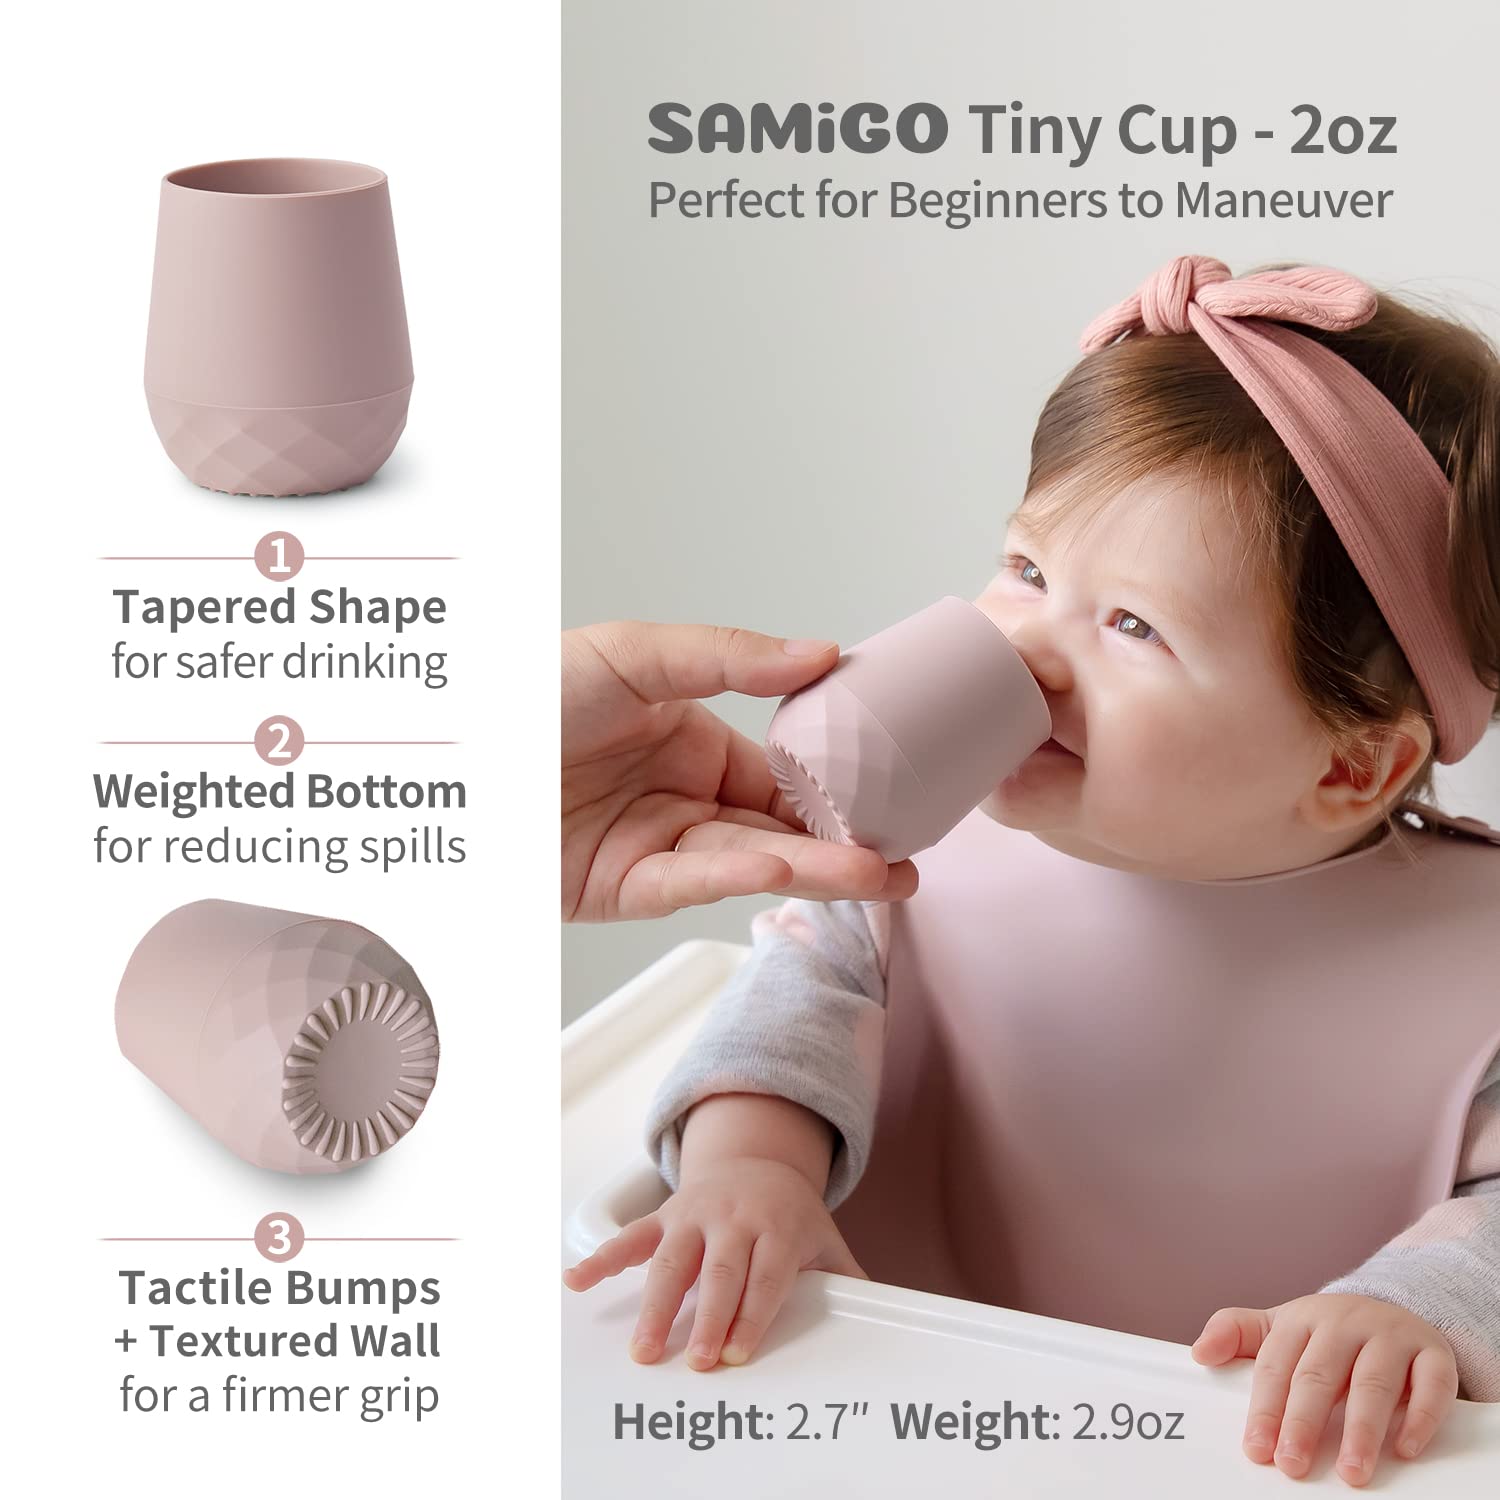 SAMiGO Tiny Cup - 2oz
Perfect for Beginners to Maneuver
1
Tapered Shape
for safer drinking
2
Weighted Bottom
for reducing spills
3
Tactile Bumps
+ Textured Wall
for a firmer grip
Height: 2.7" Weight: 2.9oz